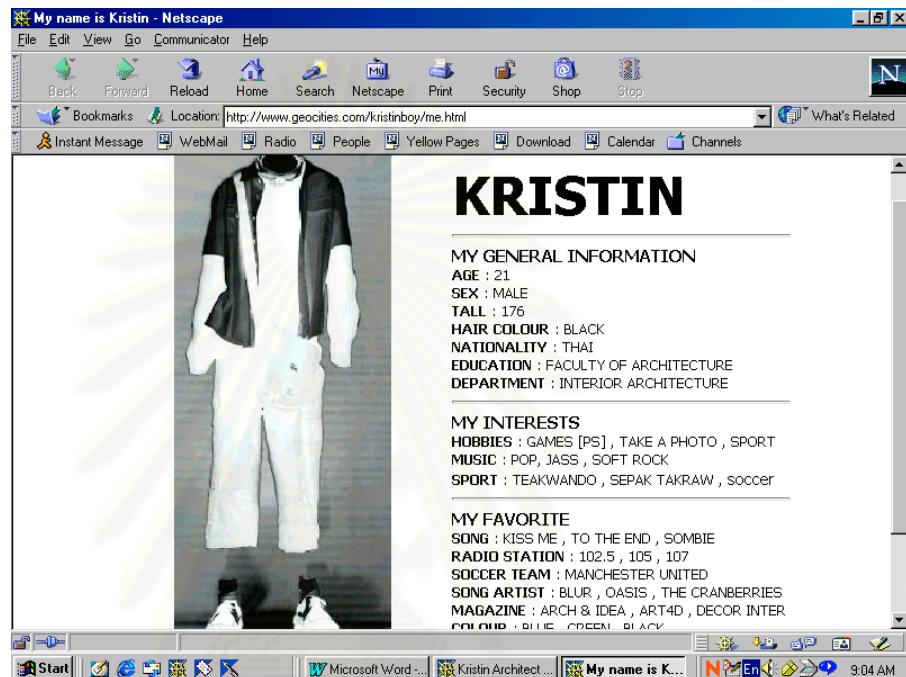 My name is Kristin - Netscape
File Edit View Go Communicator Help
Back Forward Reload Home Search Netscape Print Security Shop Stop
Bookmarks Location: http://www.geocities.com/kristinboy/me.html What's Related
Instant Message WebMail Radio People Yellow Pages Download Calendar Channels
KRISTIN
MY GENERAL INFORMATION
AGE : 21
SEX : MALE
TALL : 176
HAIR COLOUR : BLACK
NATIONALITY : THAI
EDUCATION : FACULTY OF ARCHITECTURE
DEPARTMENT : INTERIOR ARCHITECTURE
MY INTERESTS
HOBBIES : GAMES [PS] , TAKE A PHOTO , SPORT
MUSIC : POP, JASS , SOFT ROCK
SPORT : TEAKWANDO , SEPAK TAKRAW , soccer
MY FAVORITE
SONG : KISS ME , TO THE END , SOMBIE
RADIO STATION : 102.5 , 105 , 107
SOCCER TEAM : MANCHESTER UNITED
SONG ARTIST : BLUR , OASIS , THE CRANBERRIES
MAGAZINE : ARCH & IDEA , ART4D , DECOR INTER
COLOUR : BLUE , GREEN , BLACK
Start Microsoft Word -... Kristin Architect ... My name is K... En 9:04 AM